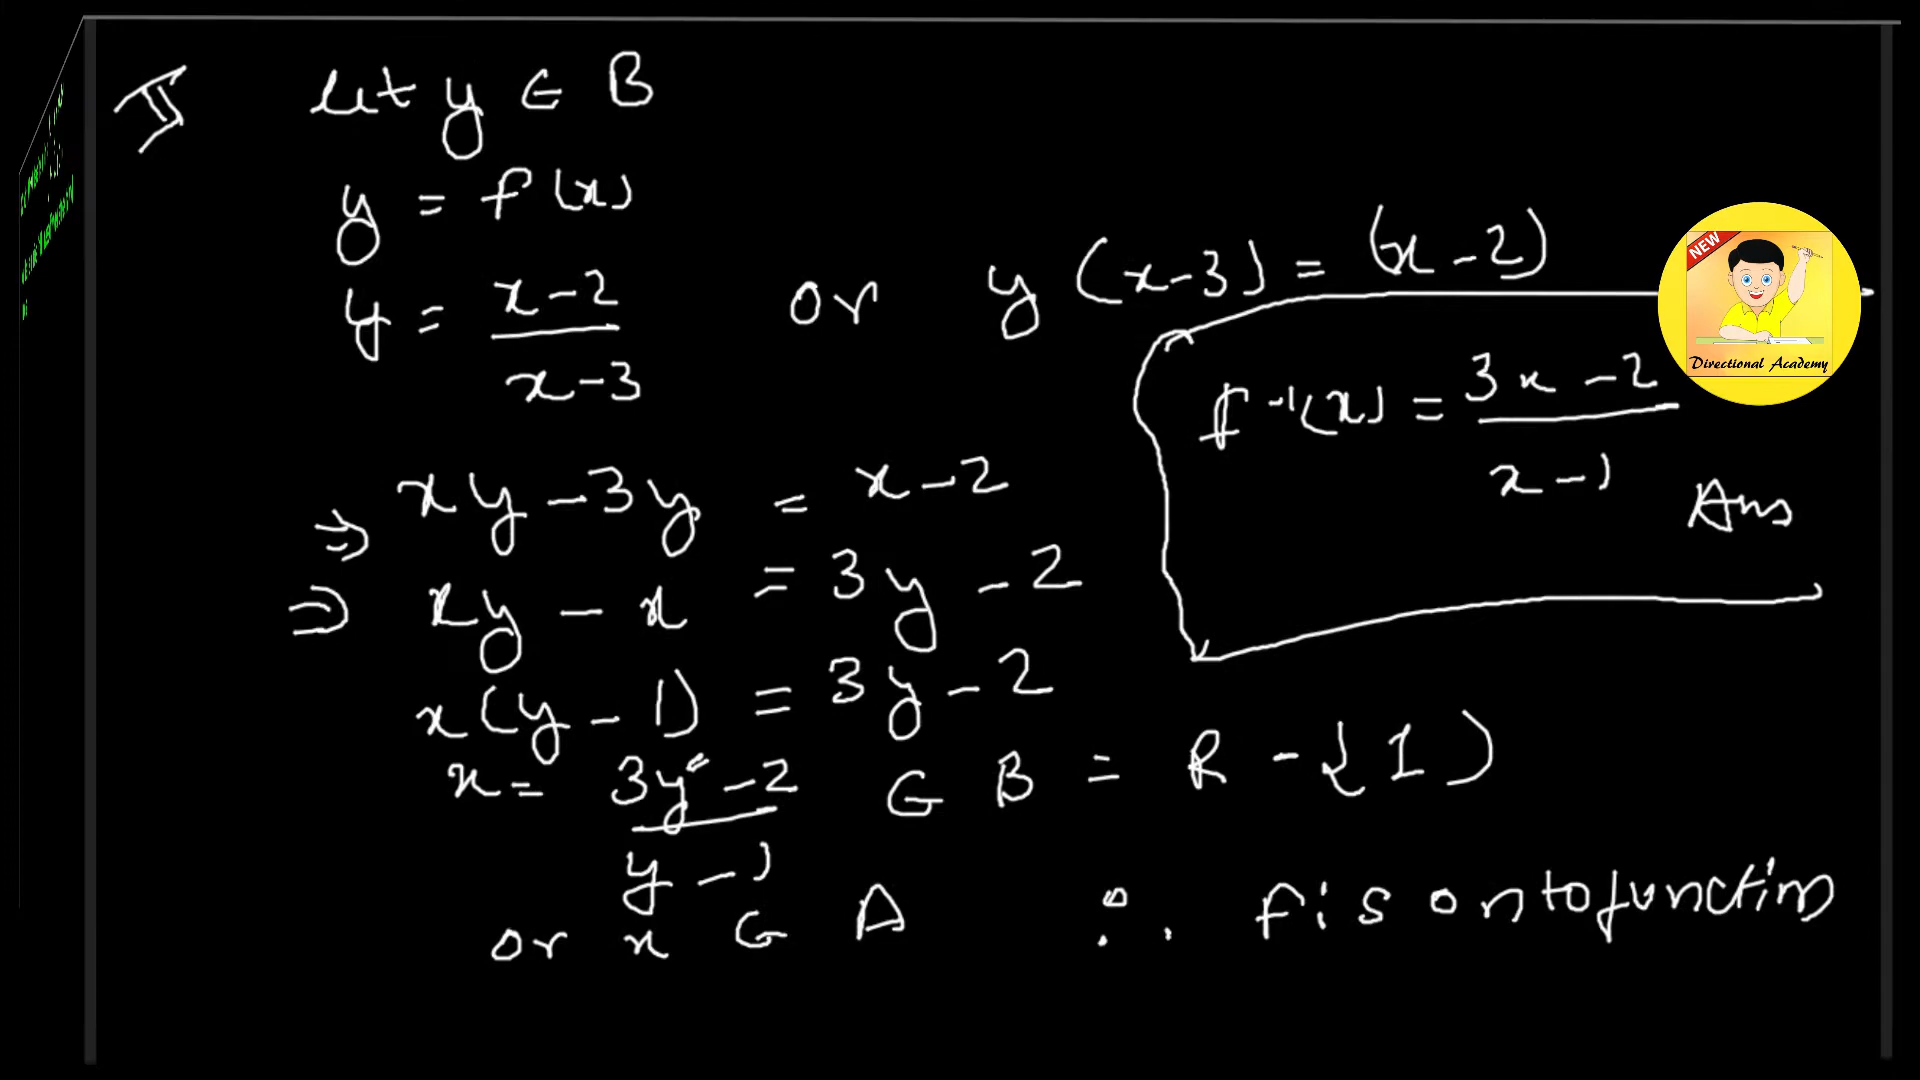 II let y ∈ B
y = f(x)
y = x-2 / x-3 or y (x-3) = (x-2)
f-1(x) = 3x-2 / x-1 Ans
⇒ xy - 3y = x-2
⇒ xy - x = 3y - 2
x(y - 1) = 3y - 2
x = 3y - 2 / y - 1 ∈ B = R - {1)
or x ∈ A ∴ f is onto function
NEW
Directional Academy